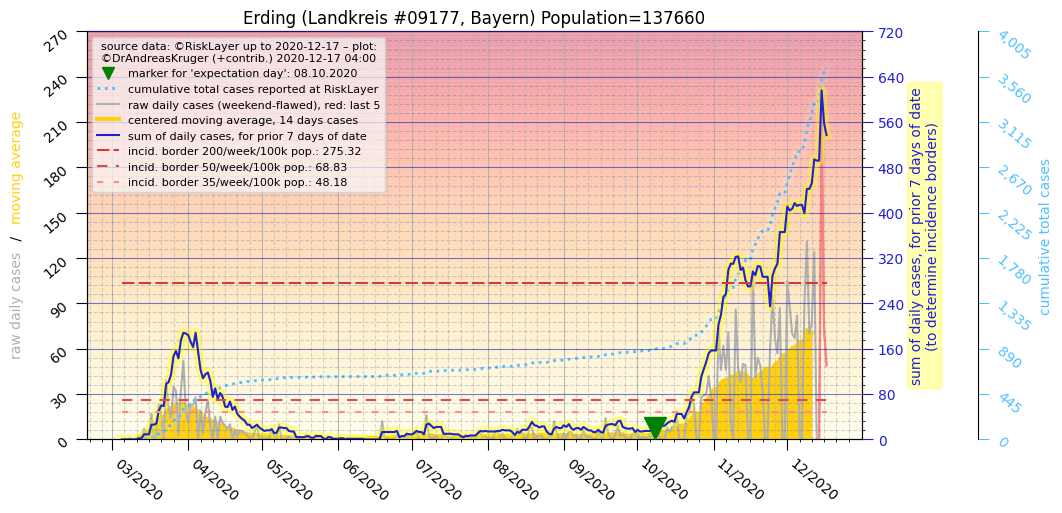 Erding (Landkreis #09177, Bayern) Population=137660
source data: ©RiskLayer up to 2020-12-17 – plot:
©DrAndreasKruger (+contrib.) 2020-12-17 04:00
marker for 'expectation day': 08.10.2020
cumulative total cases reported at RiskLayer
raw daily cases (weekend-flawed), red: last 5
centered moving average, 14 days cases
sum of daily cases, for prior 7 days of date
incid. border 200/week/100k pop.: 275.32
incid. border 50/week/100k pop.: 68.83
incid. border 35/week/100k pop.: 48.18
raw daily cases / moving average
270
240
210
180
150
120
90
60
30
0
03/2020
04/2020
05/2020
06/2020
07/2020
08/2020
09/2020
10/2020
11/2020
12/2020
720
640
560
480
400
320
240
160
80
0
sum of daily cases, for prior 7 days of date
(to determine incidence borders)
4,005
3,560
3,115
2,670
2,225
1,780
1,335
890
445
0
cumulative total cases